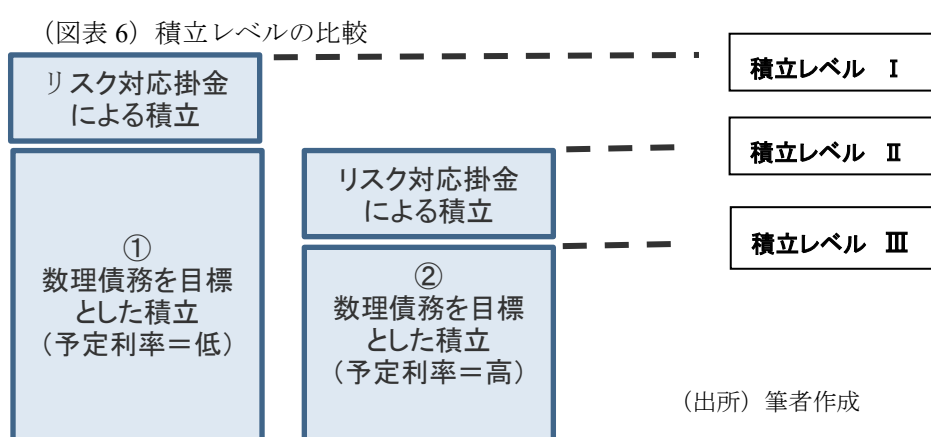 （図表 6）積立レベルの比較
リスク対応掛金
による積立
積立レベル Ⅰ
積立レベル Ⅱ
リスク対応掛金
による積立
積立レベル Ⅲ
①
数理債務を目標
とした積立
（予定利率＝低）
②
数理債務を目標
とした積立
（予定利率＝高）
（出所）筆者作成